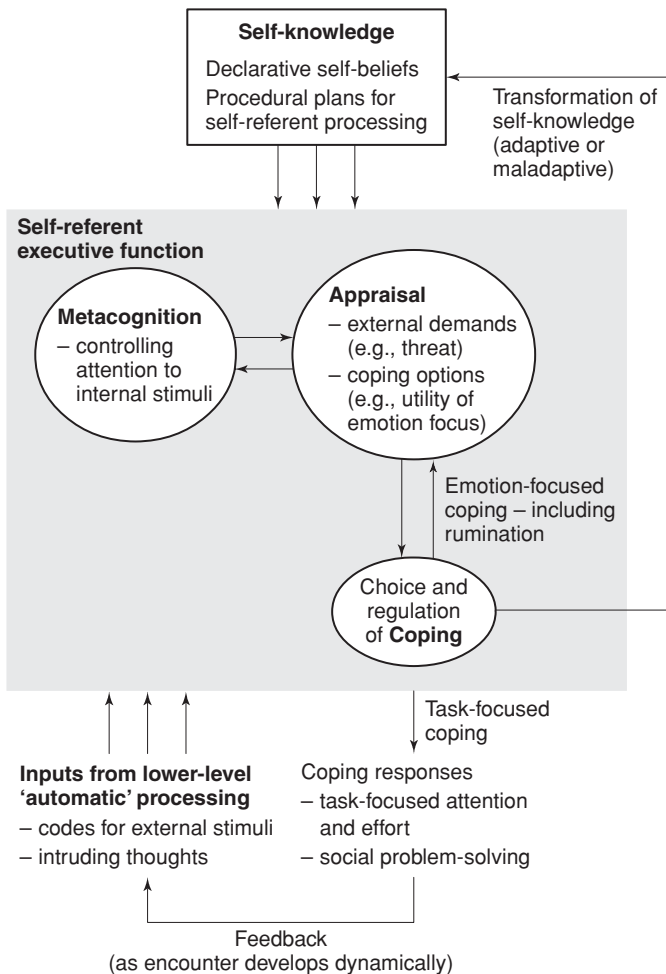 Self-knowledge
Declarative self-beliefs
Procedural plans for
self-referent processing
Transformation of
self-knowledge
(adaptive or
maladaptive)
Self-referent
executive function
Metacognition
– controlling
attention to
internal stimuli
Appraisal
– external demands
(e.g., threat)
– coping options
(e.g., utility of
emotion focus)
Emotion-focused
coping – including
rumination
Choice and
regulation
of Coping
Task-focused
coping
Inputs from lower-level
‘automatic’ processing
– codes for external stimuli
– intruding thoughts
Coping responses
– task-focused attention
and effort
– social problem-solving
Feedback
(as encounter develops dynamically)